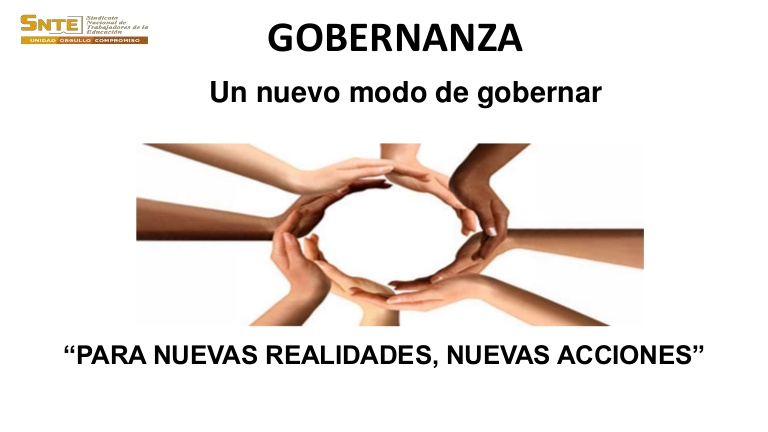 SNTE
Sindicato
Nacional de
Trabajadores de la
Educación
UNIDAD ORGULLO COMPROMISO
GOBERNANZA
Un nuevo modo de gobernar
“PARA NUEVAS REALIDADES, NUEVAS ACCIONES”